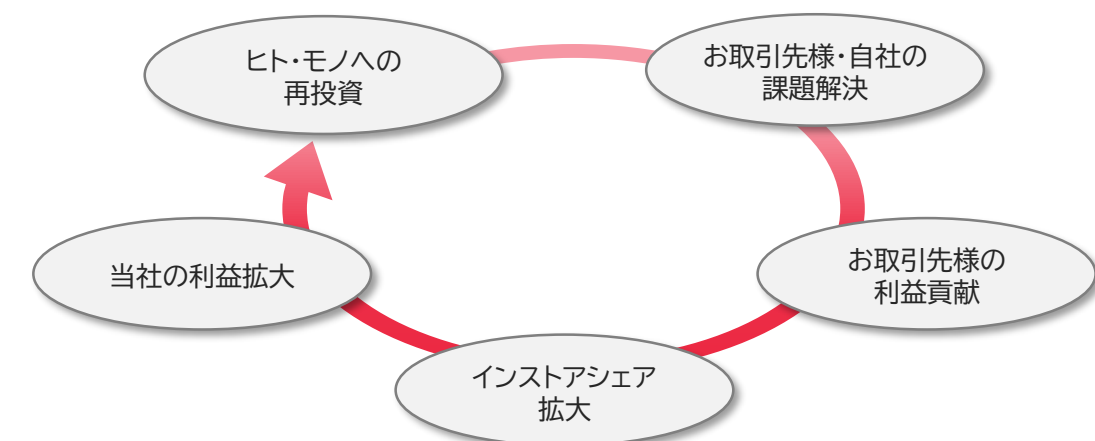 ヒト・モノへの
再投資
お取引先様・自社の
課題解決
お取引先様の
利益貢献
インストアシェア
拡大
当社の利益拡大